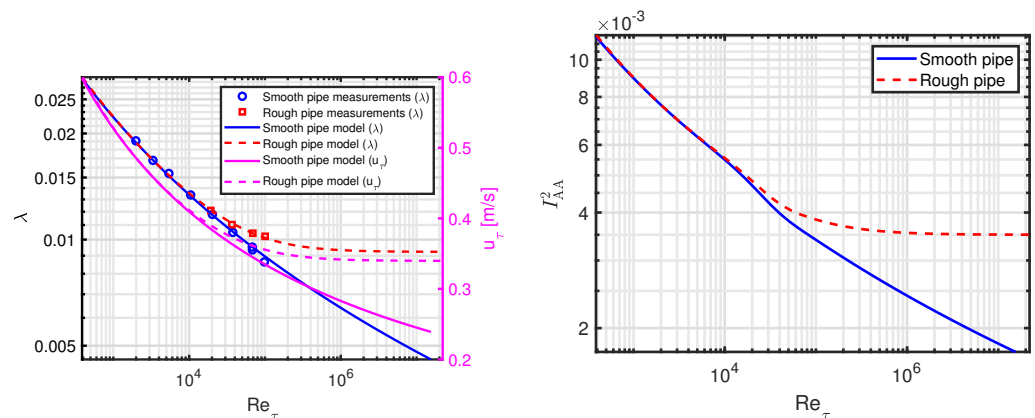 0.025
0.02
0.015
0.01
0.005
λ
10^4
10^6
Re_τ
0.6
0.5
0.4
0.3
0.2
u_τ [m/s]
Smooth pipe measurements (λ)
Rough pipe measurements (λ)
Smooth pipe model (λ)
Rough pipe model (λ)
Smooth pipe model (u_τ)
Rough pipe model (u_τ)
×10^-3
10
8
6
4
2
I^2_AA
10^4
10^6
Re_τ
Smooth pipe
Rough pipe